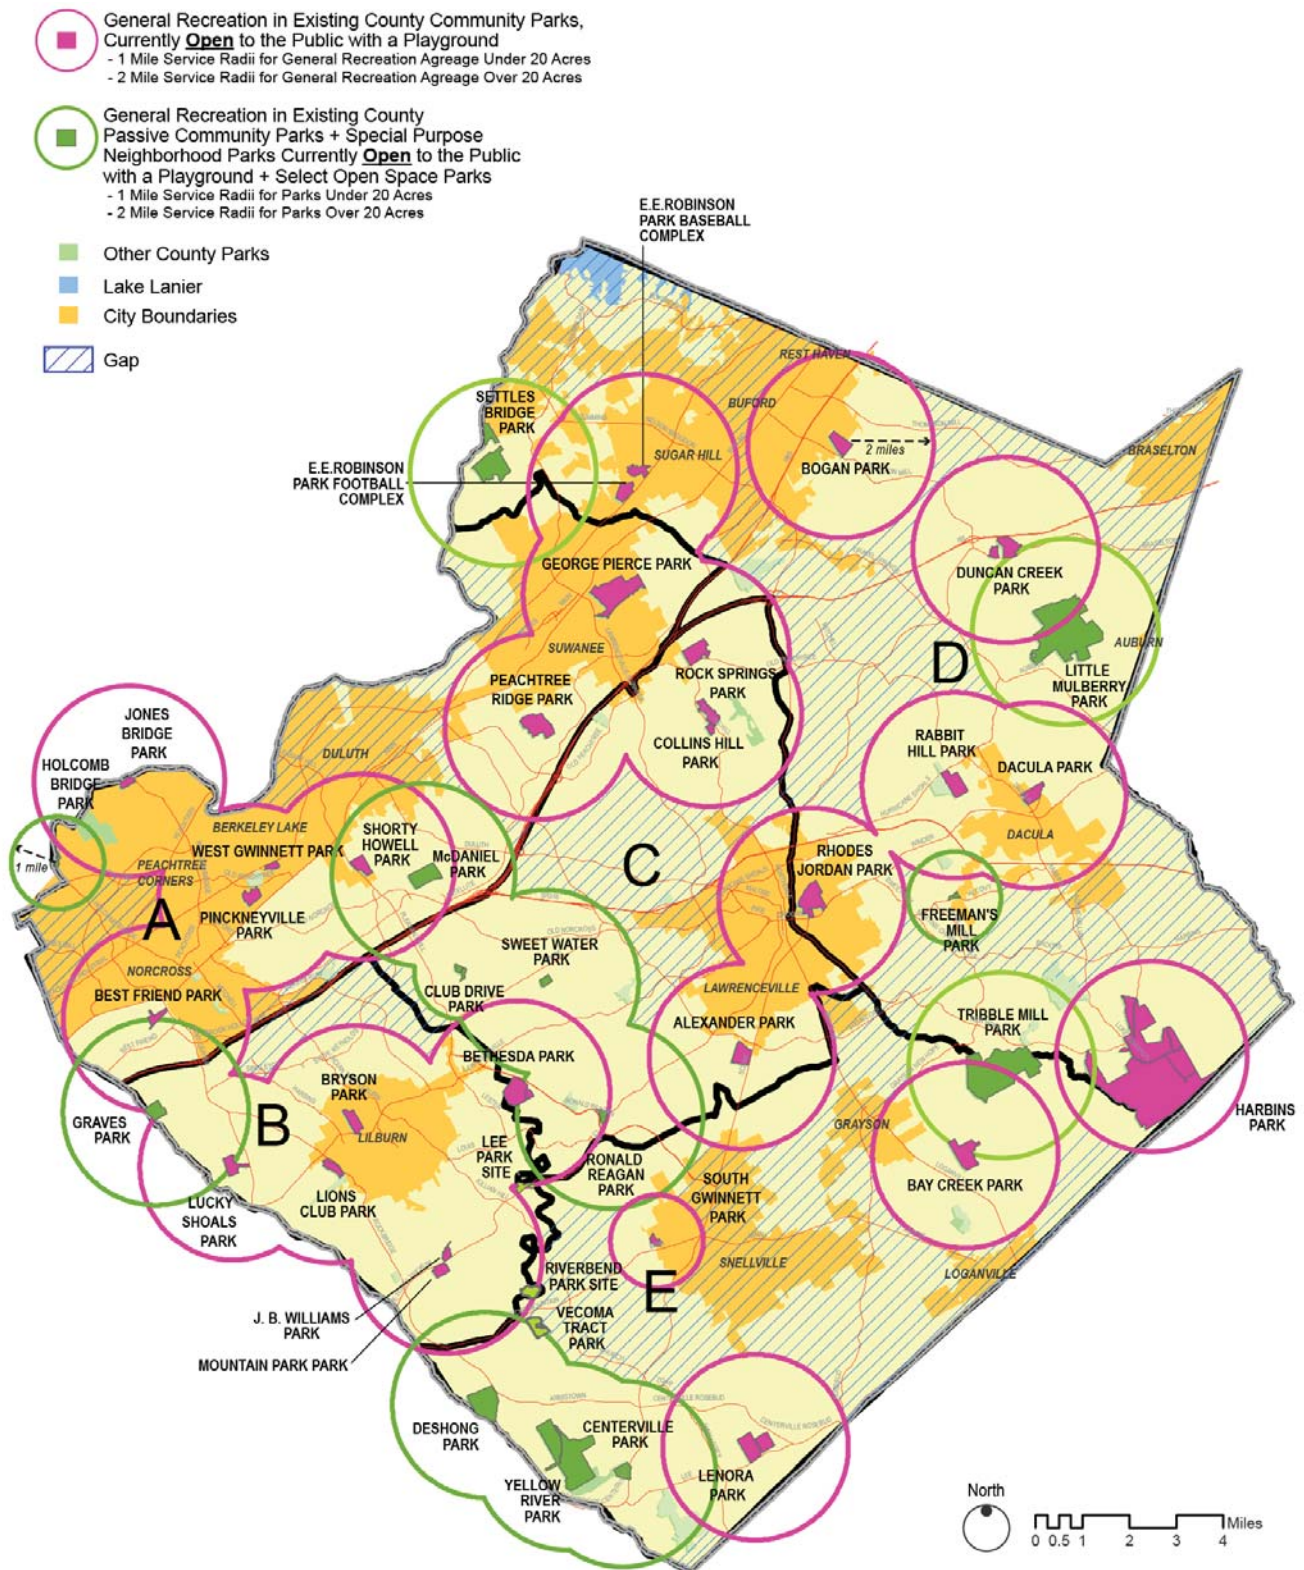 General Recreation in Existing County Community Parks,
Currently Open to the Public with a Playground
- 1 Mile Service Radii for General Recreation Agreage Under 20 Acres
- 2 Mile Service Radii for General Recreation Agreage Over 20 Acres
General Recreation in Existing County
Passive Community Parks + Special Purpose
Neighborhood Parks Currently Open to the Public
with a Playground + Select Open Space Parks
- 1 Mile Service Radii for Parks Under 20 Acres
- 2 Mile Service Radii for Parks Over 20 Acres
Other County Parks
Lake Lanier
City Boundaries
Gap
E.E.ROBINSON
PARK BASEBALL
COMPLEX
REST HAVEN
SETTLES
BRIDGE
PARK
BUFORD
SUGAR HILL
2 miles
BOGAN PARK
BRASELTON
E.E.ROBINSON
PARK FOOTBALL
COMPLEX
GEORGE PIERCE PARK
DUNCAN CREEK
PARK
SUWANEE
AUBURN
D
LITTLE
MULBERRY
PARK
ROCK SPRINGS
PARK
PEACHTREE
RIDGE PARK
COLLINS HILL
PARK
JONES
BRIDGE
PARK
HOLCOMB
BRIDGE
PARK
DULUTH
RABBIT
HILL PARK
DACULA PARK
DACULA
BERKELEY LAKE
WEST GWINNETT PARK
SHORTY
HOWELL
PARK
McDANIEL
PARK
C
RHODES
JORDAN PARK
1 mile
PEACHTREE
CORNERS
A
PINCKNEYVILLE
PARK
FREEMAN'S
MILL
PARK
SWEET WATER
PARK
NORCROSS
BEST FRIEND PARK
CLUB DRIVE
PARK
LAWRENCEVILLE
ALEXANDER PARK
TRIBBLE MILL
PARK
BETHESDA PARK
BRYSON
PARK
GRAVES
PARK
B
LILBURN
GRAYSON
HARBINS
PARK
LEE
PARK
SITE
RONALD
REAGAN
PARK
SOUTH
GWINNETT
PARK
BAY CREEK PARK
LIONS
CLUB PARK
LUCKY
SHOALS
PARK
SNELLVILLE
LOGANVILLE
RIVERBEND
PARK SITE
E
J. B. WILLIAMS
PARK
VECOMA
TRACT
PARK
MOUNTAIN PARK PARK
DESHONG
PARK
CENTERVILLE
PARK
YELLOW
RIVER
PARK
LENORA
PARK
North
Miles
0 0.5 1 2 3 4